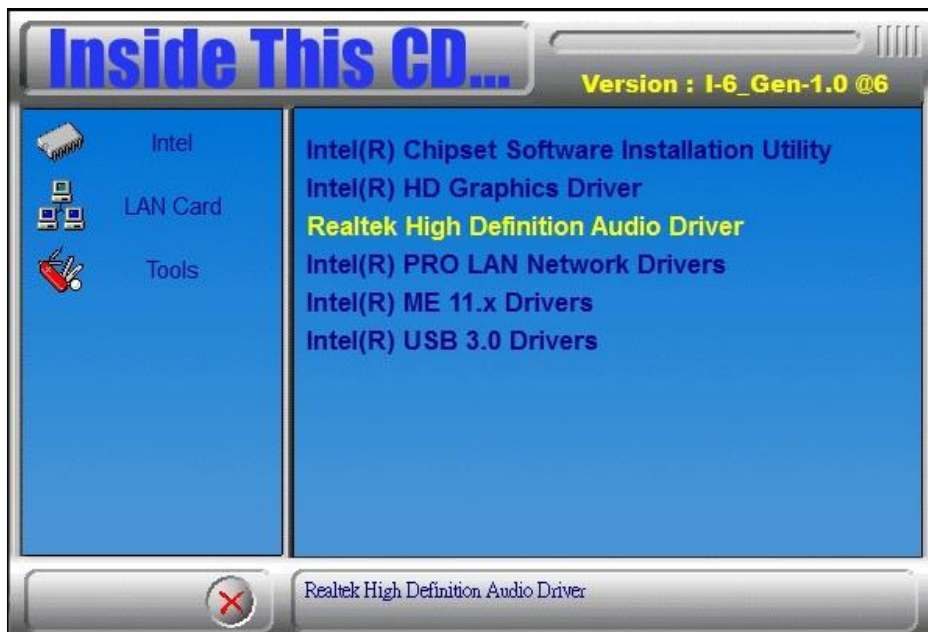 Inside This CD...
Version : I-6_Gen-1.0 @6
Intel
LAN Card
Tools
Intel(R) Chipset Software Installation Utility
Intel(R) HD Graphics Driver
Realtek High Definition Audio Driver
Intel(R) PRO LAN Network Drivers
Intel(R) ME 11.x Drivers
Intel(R) USB 3.0 Drivers
Realtek High Definition Audio Driver